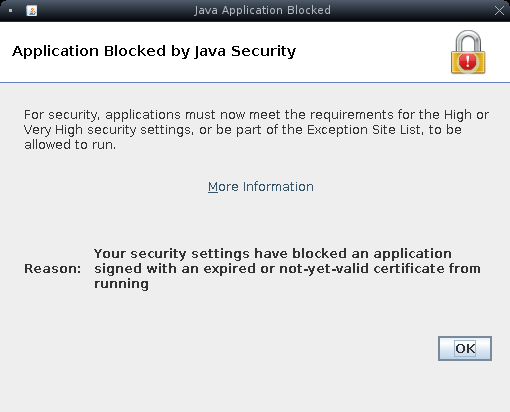 Java Application Blocked
Application Blocked by Java Security
For security, applications must now meet the requirements for the High or
Very High security settings, or be part of the Exception Site List, to be
allowed to run.
More Information
Your security settings have blocked an application
Reason: signed with an expired or not-yet-valid certificate from
running
OK